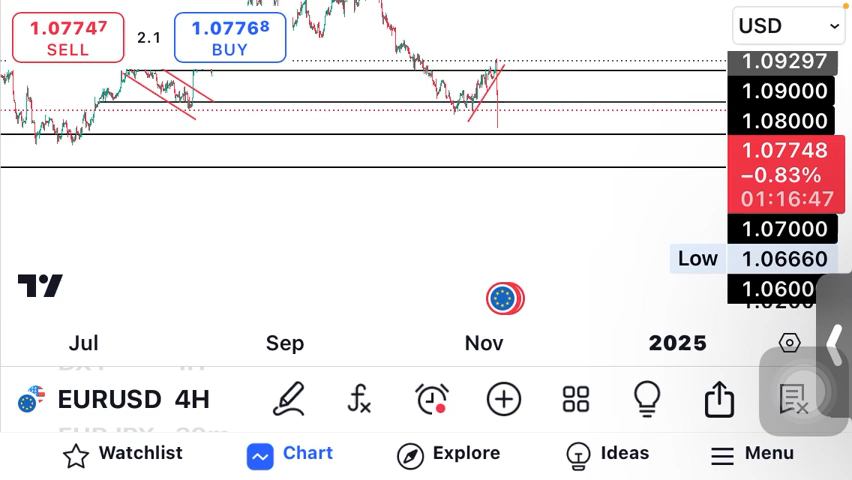 1.07747
SELL
2.1
1.07768
BUY
USD
1.09297
1.09000
1.08000
1.07748
−0.83%
01:16:47
1.07000
Low 1.06660
1.0600
Jul Sep Nov 2025
EURUSD 4H
Watchlist Chart Explore Ideas Menu